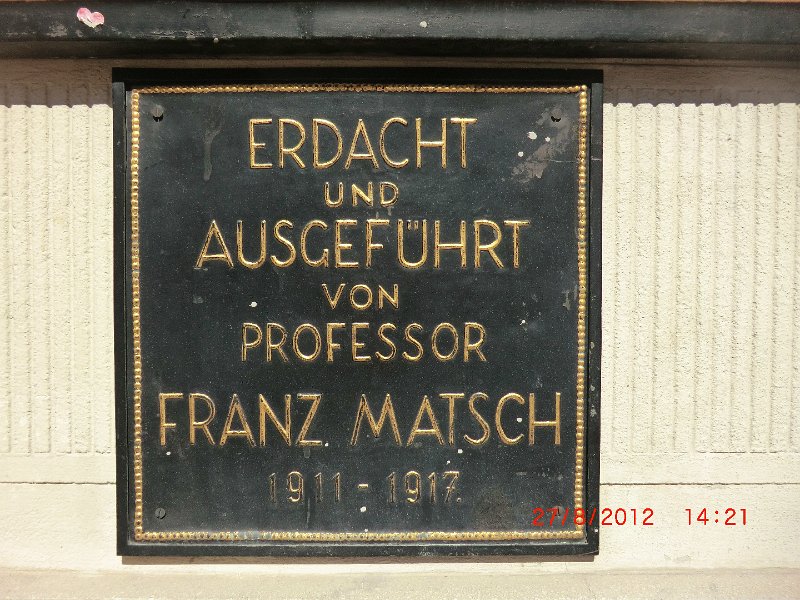 ERDACHT
UND
AUSGEFÜHRT
VON
PROFESSOR
FRANZ MATSCH
1911 - 1917.
27/8/2012 14:21